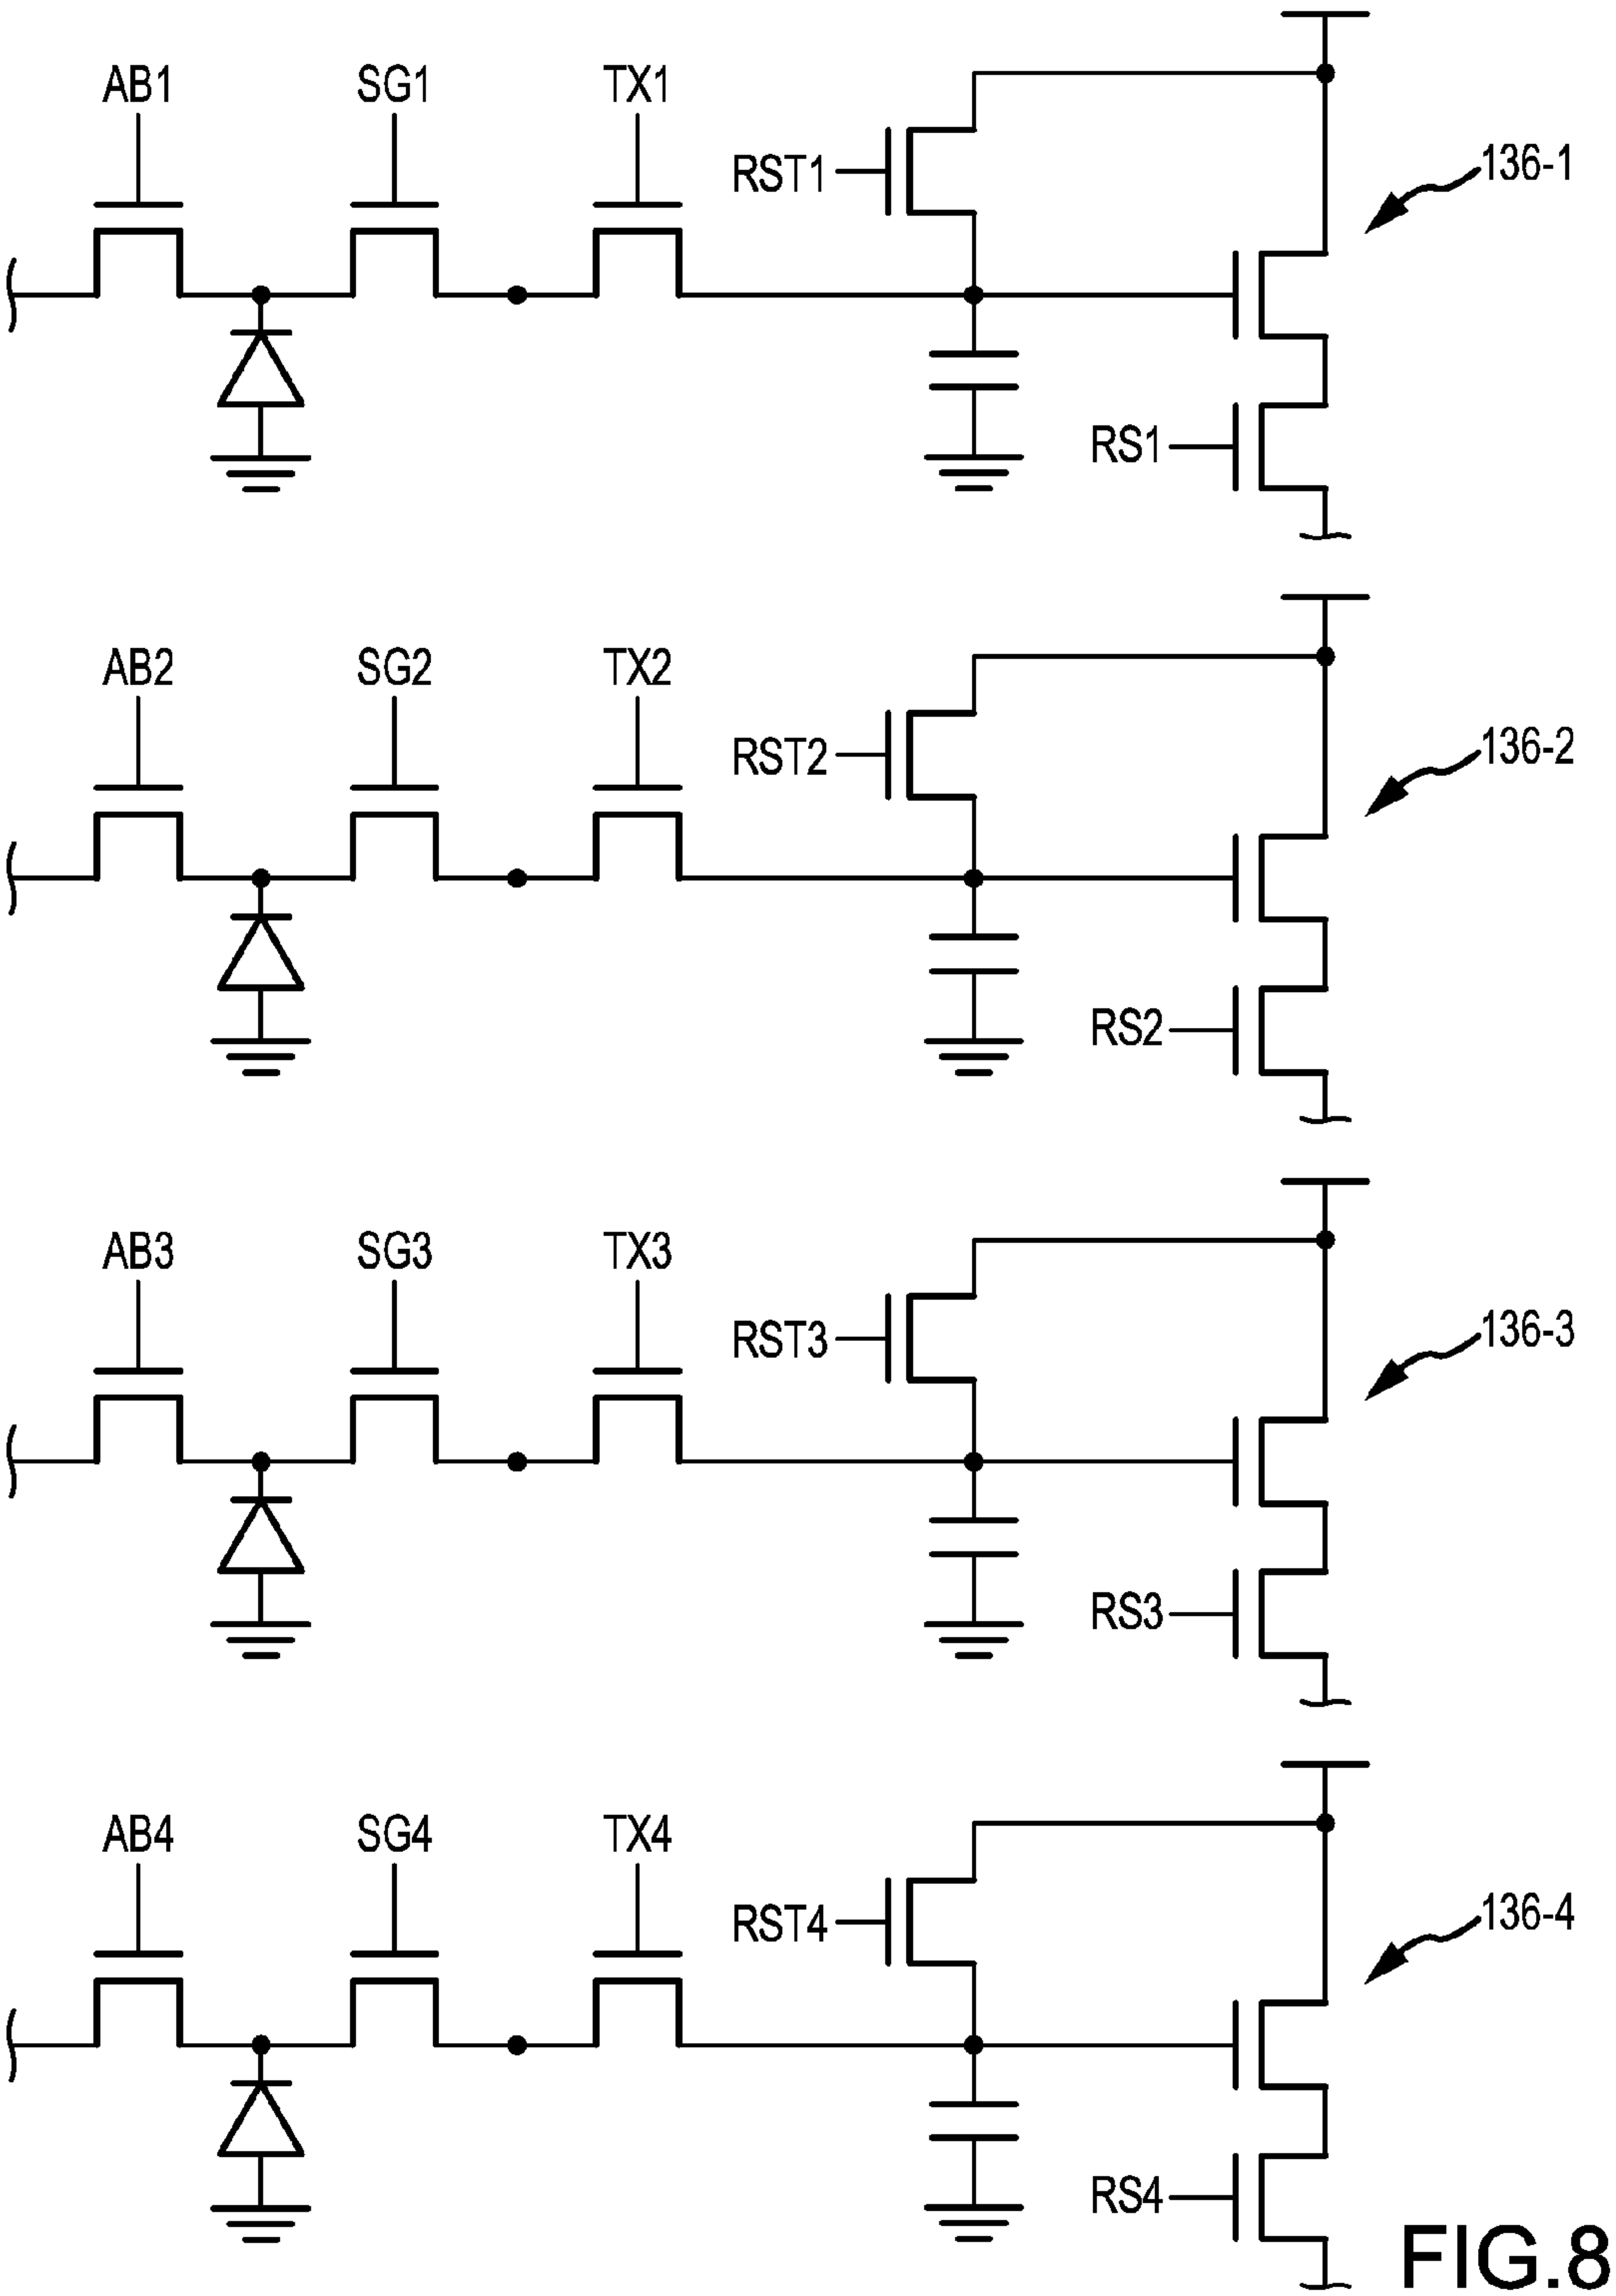 AB1 SG1 TX1
RST1
136-1
RS1
AB2 SG2 TX2
RST2
136-2
RS2
AB3 SG3 TX3
RST3
136-3
RS3
AB4 SG4 TX4
RST4
136-4
RS4
FIG.8